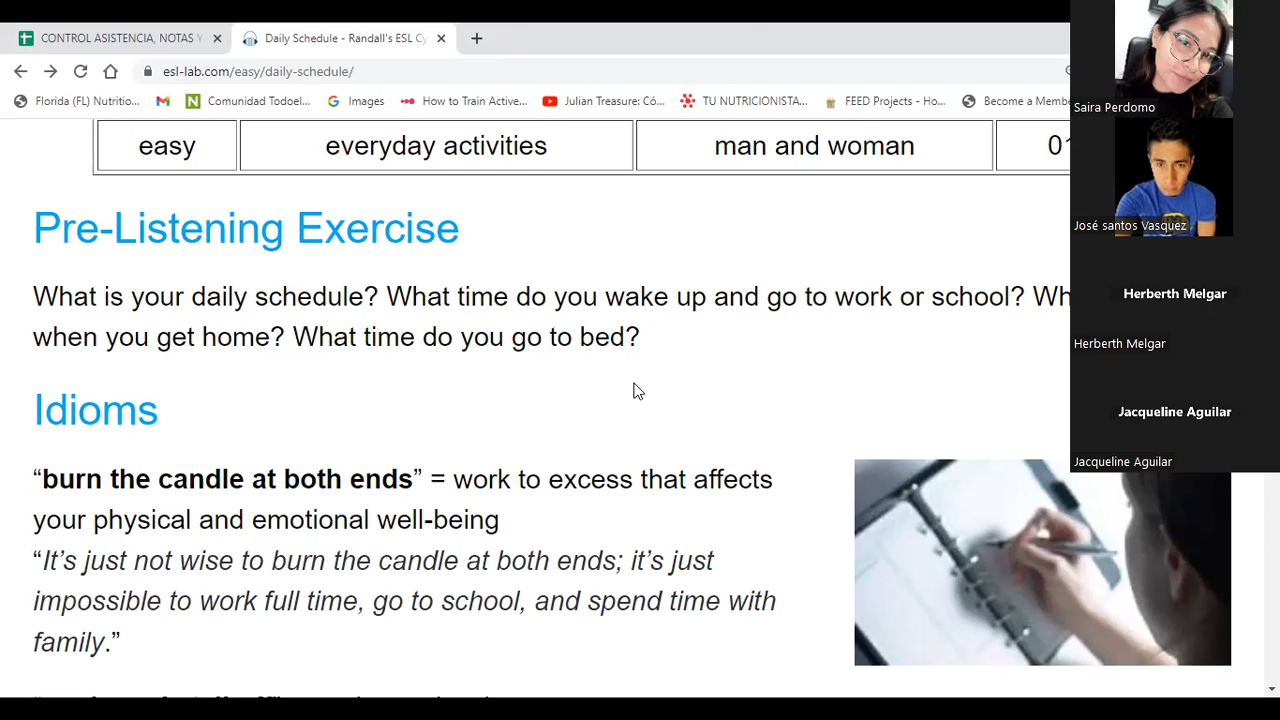 CONTROL ASISTENCIA, NOTAS Y
Daily Schedule - Randall's ESL Cy
esl-lab.com/easy/daily-schedule/
Florida (FL) Nutritio...
Comunidad Todoel...
Images
How to Train Active...
Julian Treasure: Có...
TU NUTRICIONISTA...
FEED Projects - Ho...
Become a Membe
easy
everyday activities
man and woman
Pre-Listening Exercise
What is your daily schedule? What time do you wake up and go to work or school? Wh
when you get home? What time do you go to bed?
Idioms
“burn the candle at both ends” = work to excess that affects
your physical and emotional well-being
“It’s just not wise to burn the candle at both ends; it’s just
impossible to work full time, go to school, and spend time with
family.”
Saira Perdomo
José santos Vasquez
Herberth Melgar
Herberth Melgar
Jacqueline Aguilar
Jacqueline Aguilar